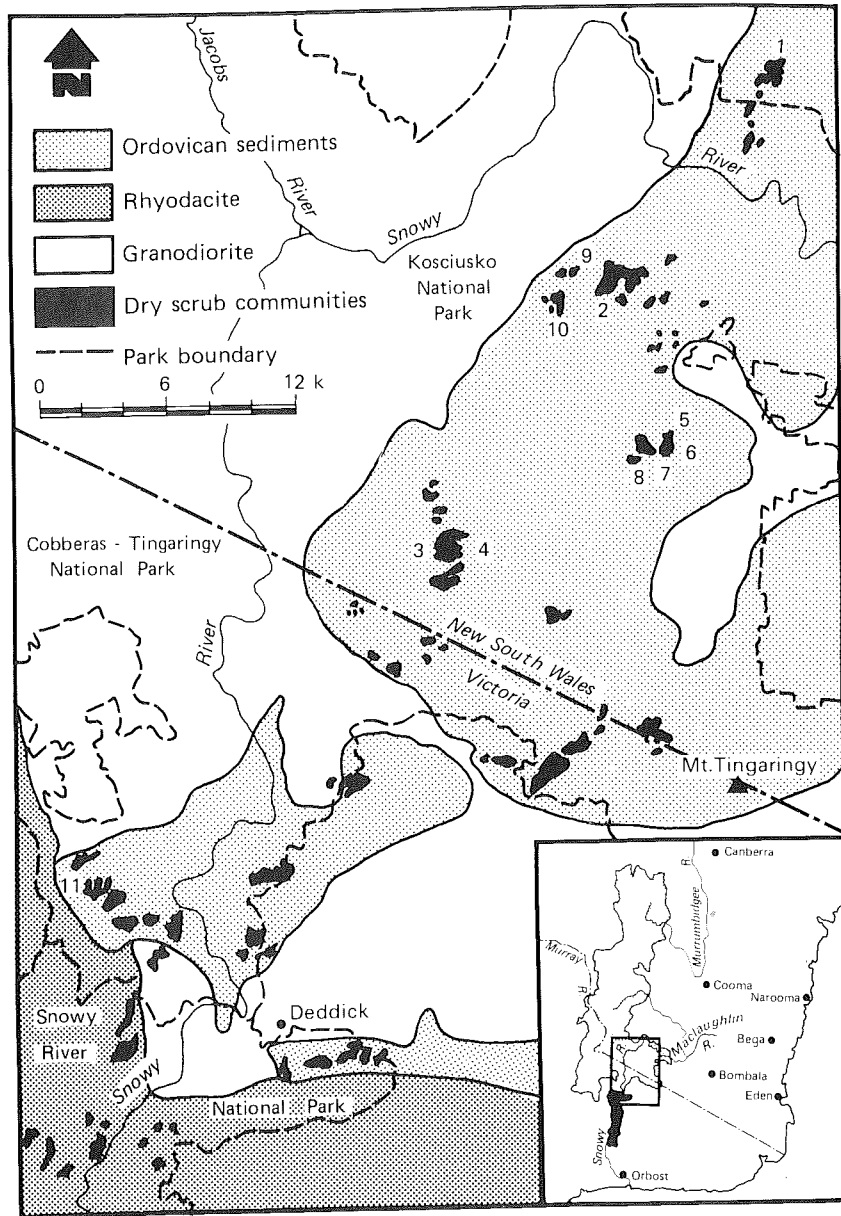 N
Ordovican sediments
Rhyodacite
Granodiorite
Dry scrub communities
Park boundary
0 6 12 k
Jacobs
River
Snowy
River
Kosciusko
National
Park
1
9
2
10
5
6
7
8
3
4
Cobberas - Tingaringy
National Park
River
New South Wales
Victoria
Mt. Tingaringy
11
Deddick
Snowy
River
Snowy
National Park
Canberra
Murrumbidgee
R.
Murray
R.
Cooma
Narooma
Maclaughlin
R.
Bega
Bombala
Eden
Snowy
R.
Orbost